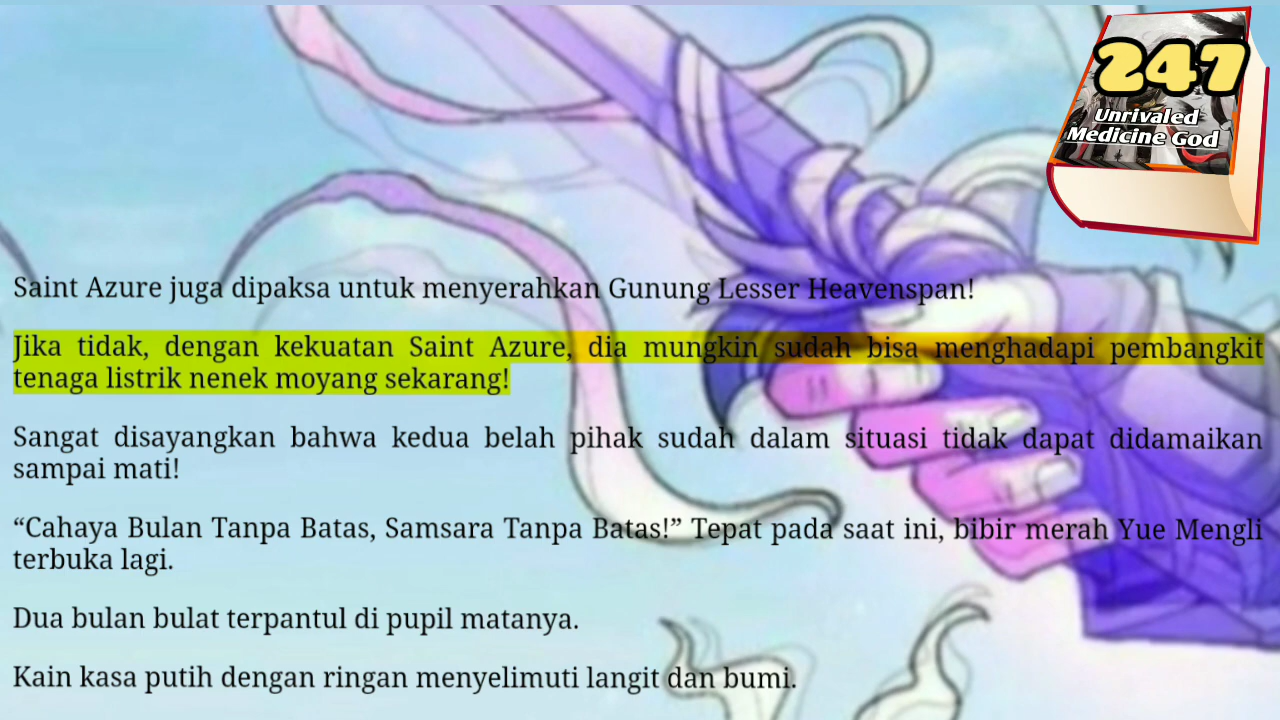 247
Unrivaled
Medicine God
Saint Azure juga dipaksa untuk menyerahkan Gunung Lesser Heavenspan!
Jika tidak, dengan kekuatan Saint Azure, dia mungkin sudah bisa menghadapi pembangkit
tenaga listrik nenek moyang sekarang!
Sangat disayangkan bahwa kedua belah pihak sudah dalam situasi tidak dapat didamaikan
sampai mati!
“Cahaya Bulan Tanpa Batas, Samsara Tanpa Batas!” Tepat pada saat ini, bibir merah Yue Mengli
terbuka lagi.
Dua bulan bulat terpantul di pupil matanya.
Kain kasa putih dengan ringan menyelimuti langit dan bumi.